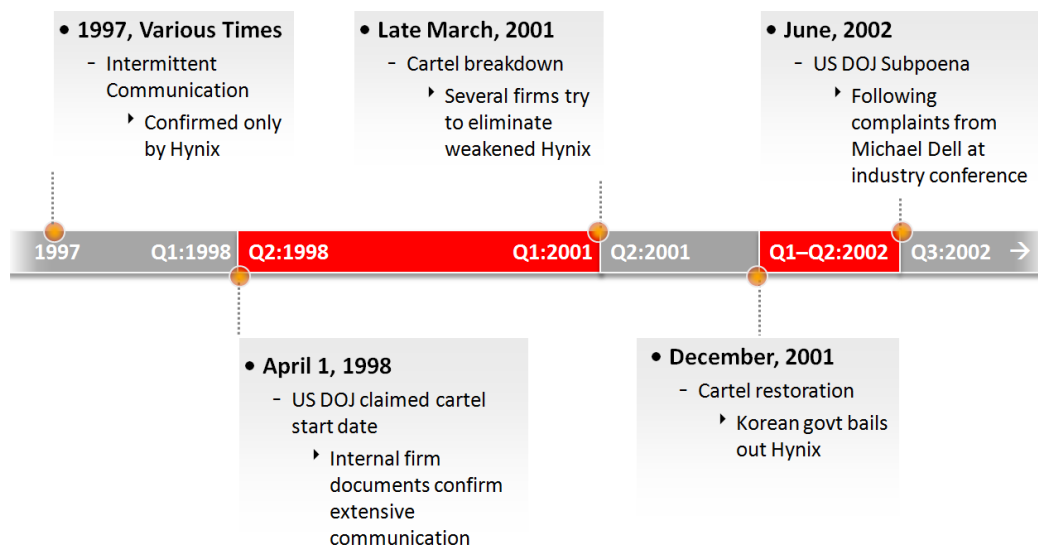 • 1997, Various Times
- Intermittent
Communication
‣ Confirmed only
by Hynix
• Late March, 2001
- Cartel breakdown
‣ Several firms try
to eliminate
weakened Hynix
• June, 2002
- US DOJ Subpoena
‣ Following
complaints from
Michael Dell at
industry conference
1997 Q1:1998 Q2:1998 Q1:2001 Q2:2001 Q1–Q2:2002 Q3:2002 →
• April 1, 1998
- US DOJ claimed cartel
start date
‣ Internal firm
documents confirm
extensive
communication
• December, 2001
- Cartel restoration
‣ Korean govt bails
out Hynix